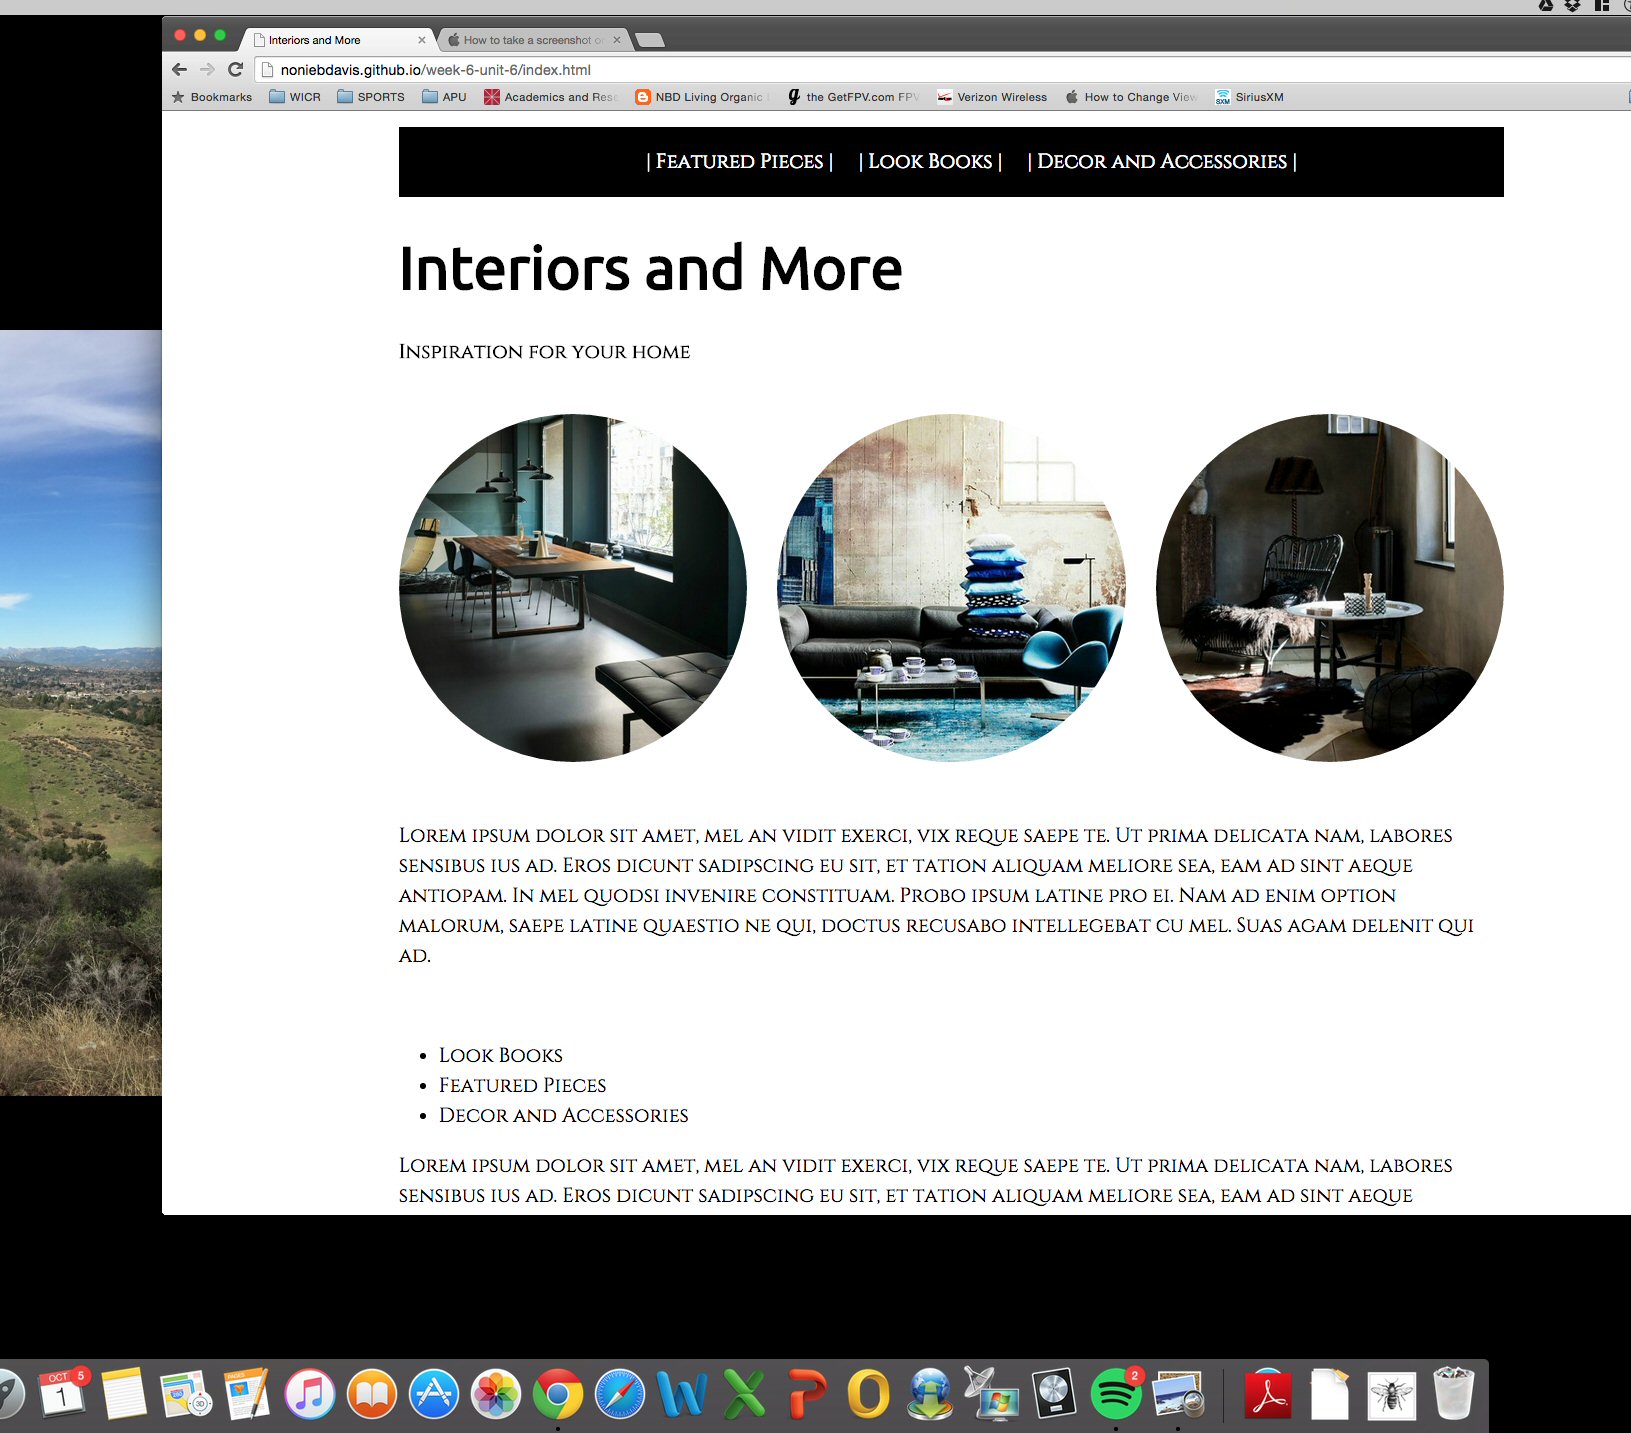 Interiors and More
How to take a screenshot o
noniebdavis.github.io/week-6-unit-6/index.html
Bookmarks WICR SPORTS APU Academics and Res NBD Living Organic the GetFPV.com FPV Verizon Wireless How to Change View SiriusXM
| Featured Pieces | | Look Books | | Decor and Accessories |
Interiors and More
Inspiration for your home
Lorem ipsum dolor sit amet, mel an vidit exerci, vix reque saepe te. Ut prima delicata nam, labores
sensibus ius ad. Eros dicunt sadipscing eu sit, et tation aliquam meliore sea, eam ad sint aeque
antiopam. In mel quodsi invenire constituam. Probo ipsum latine pro ei. Nam ad enim option
malorum, saepe latine quaestio ne qui, doctus recusabo intellegebat cu mel. Suas agam delenit qui
ad.
• Look Books
• Featured Pieces
• Decor and Accessories
Lorem ipsum dolor sit amet, mel an vidit exerci, vix reque saepe te. Ut prima delicata nam, labores
sensibus ius ad. Eros dicunt sadipscing eu sit, et tation aliquam meliore sea, eam ad sint aeque
OCT 5
1
280
3D
PAGES
2